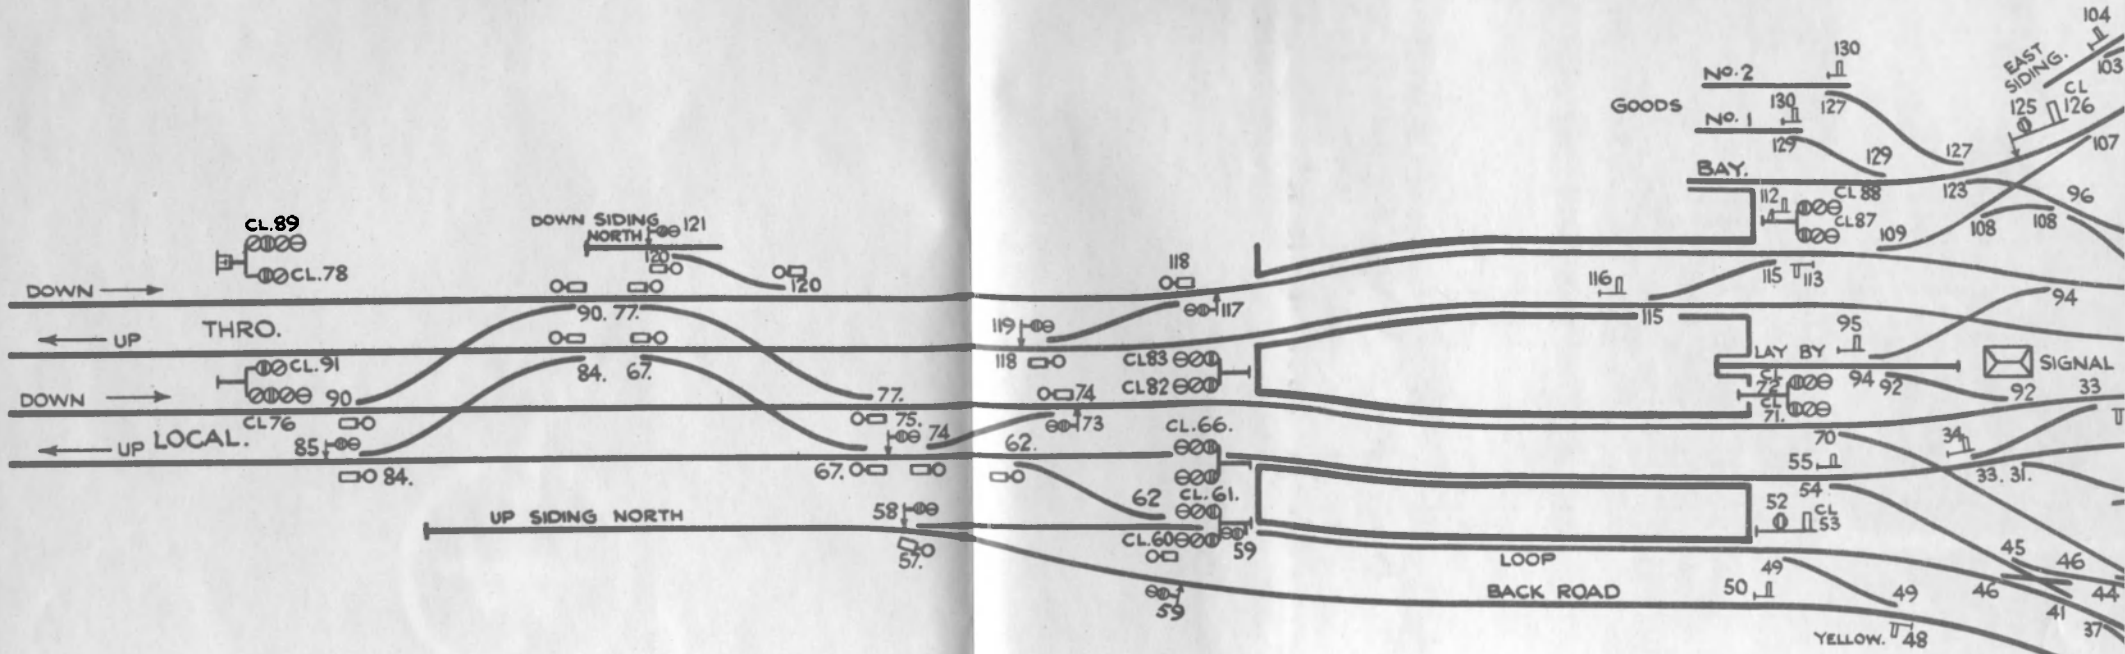 104
130
No. 2
EAST
SIDING.
103
GOODS
130
127
CL
125
126
No. 1
107
129
129
127
BAY.
CL 88
112
123
96
CL.89
DOWN SIDING
NORTH
121
CL87
109
108
108
120
118
CL.78
120
116
115
113
DOWN
94
90. 77.
117
THRO.
119
115
95
UP
118
CL83
LAY BY
SIGNAL
CL.91
84. 67.
CL
94
92
90
77.
74
CL82
72
92
33
DOWN
CL76
75.
73
CL
71.
LOCAL.
UP
85
74
62.
CL.66.
70
34
84.
67.
55
33. 31.
62
CL.61.
54
UP SIDING NORTH
58
52
CL
53
57.
CL.60
59
LOOP
45
46
49
BACK ROAD
50
49
46
44
59
41
37
YELLOW.
48